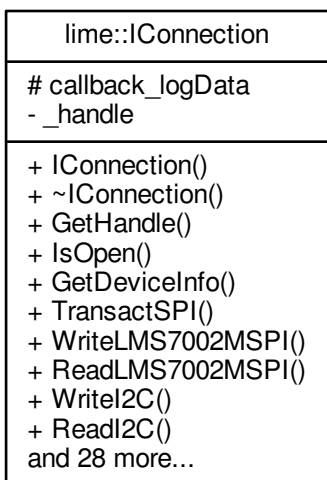 lime::IConnection
# callback_logData
- _handle
+ IConnection()
+ ~IConnection()
+ GetHandle()
+ IsOpen()
+ GetDeviceInfo()
+ TransactSPI()
+ WriteLMS7002MSPI()
+ ReadLMS7002MSPI()
+ WriteI2C()
+ ReadI2C()
and 28 more...